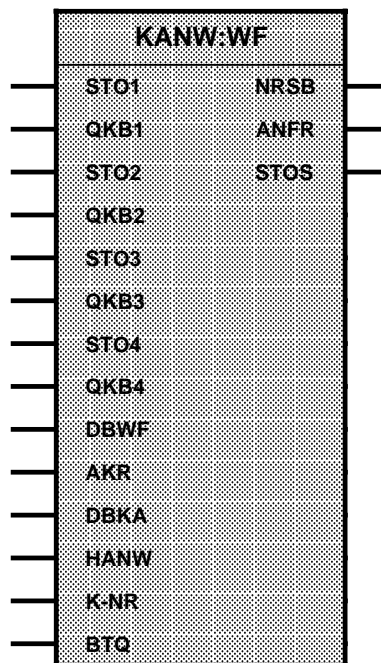 KANW:WF
STO1 NRSB
QKB1 ANFR
STO2 STOS
QKB2
STO3
QKB3
STO4
QKB4
DBWF
AKR
DBKA
HANW
K-NR
BTQ